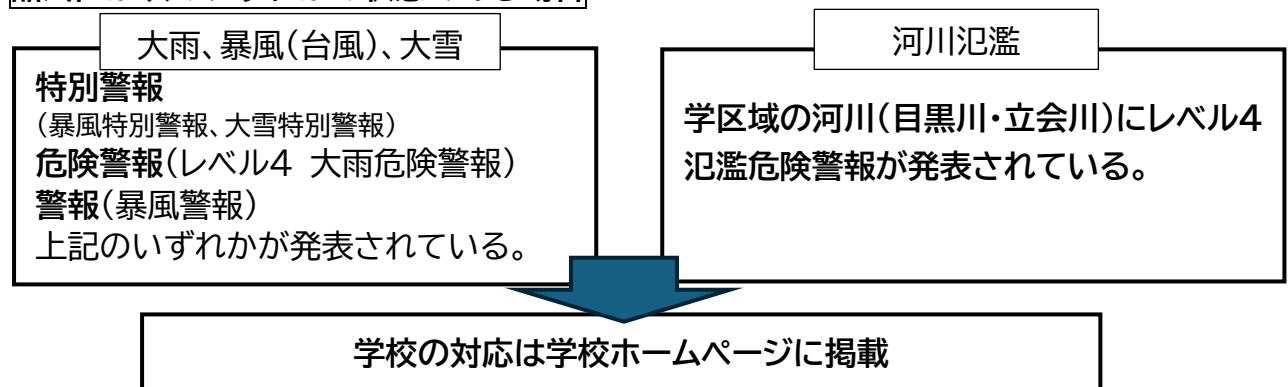 大雨、暴風(台風)、大雪
特別警報
(暴風特別警報、大雪特別警報)
危険警報(レベル4 大雨危険警報)
警報(暴風警報)
上記のいずれかが発表されている。
河川氾濫
学区域の河川(目黒川・立会川)にレベル4
氾濫危険警報が発表されている。
学校の対応は学校ホームページに掲載